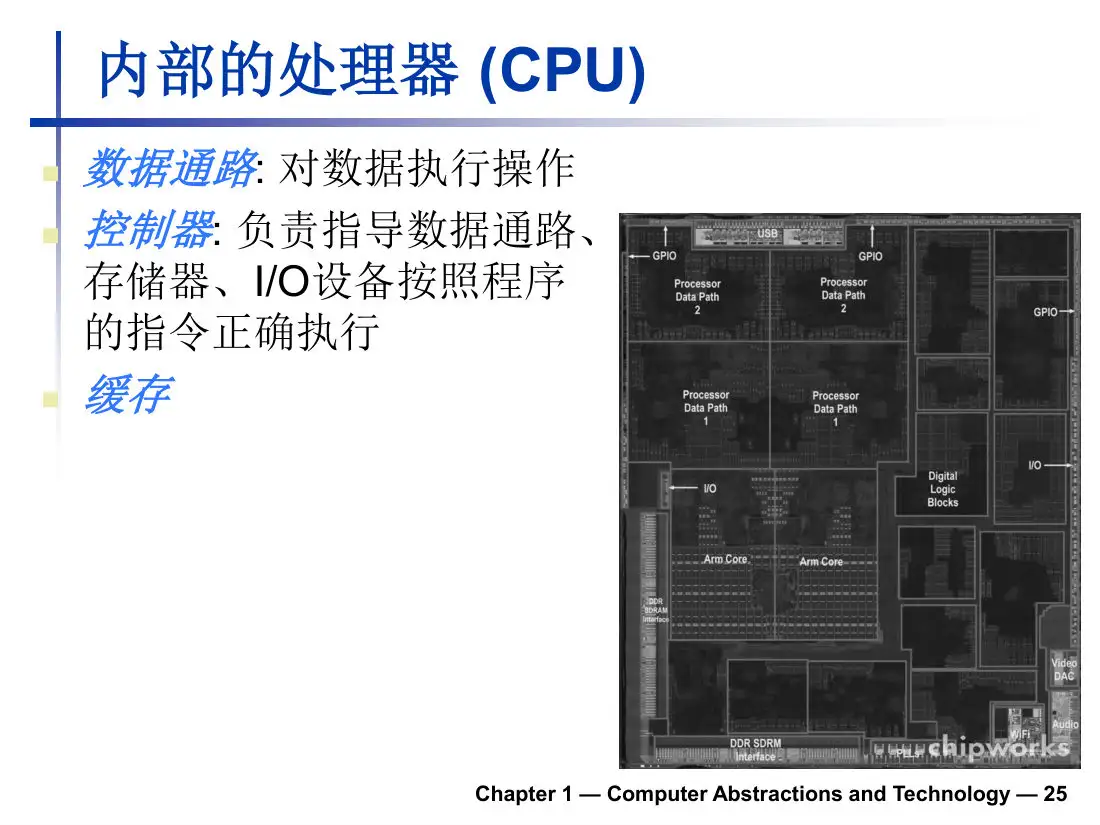 内部的处理器 (CPU)
数据通路: 对数据执行操作
控制器: 负责指导数据通路、
存储器、I/O设备按照程序
的指令正确执行
缓存
USB
GPIO
GPIO
Processor
Data Path
2
Processor
Data Path
2
GPIO
Processor
Data Path
1
Processor
Data Path
1
I/O
Digital
Logic
Blocks
I/O
Arm Core
Arm Core
DDR
SDRAM
Interface
Video
DAC
Audio
WiFi
DDR SDRM
Interface
PLLs
chipworks
Chapter 1 — Computer Abstractions and Technology — 25